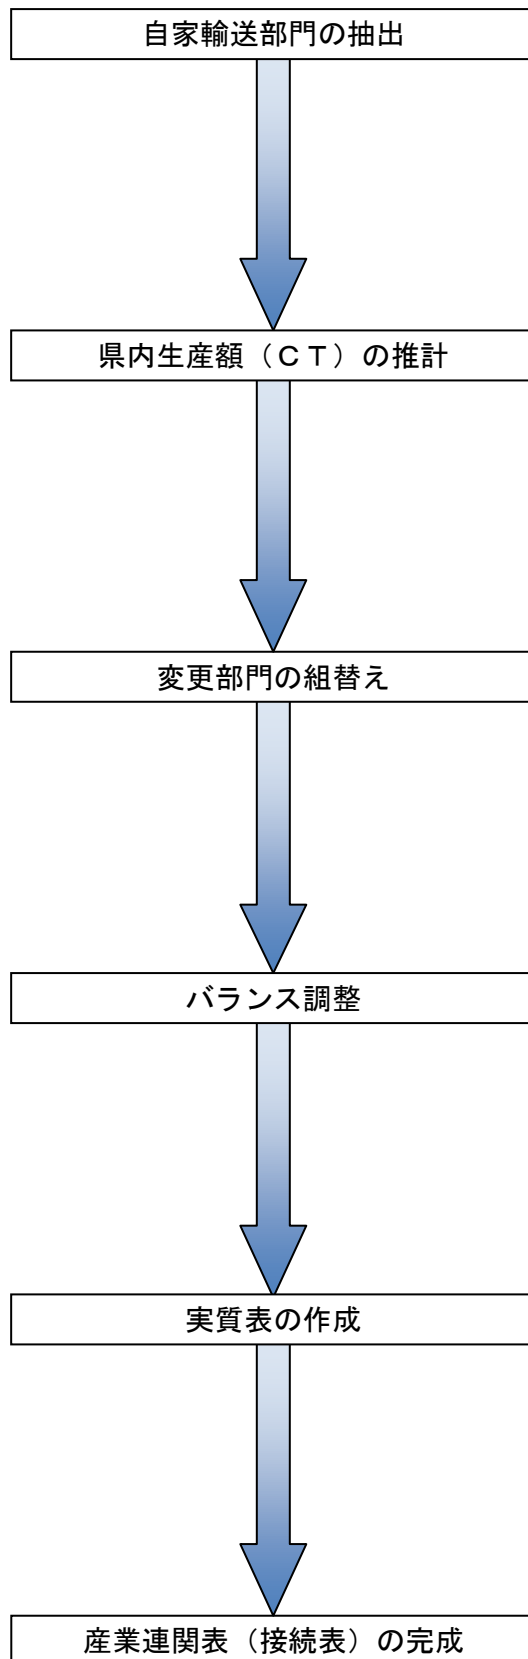 自家輸送部門の抽出
県内生産額（ＣＴ）の推計
変更部門の組替え
バランス調整
実質表の作成
産業連関表（接続表）の完成